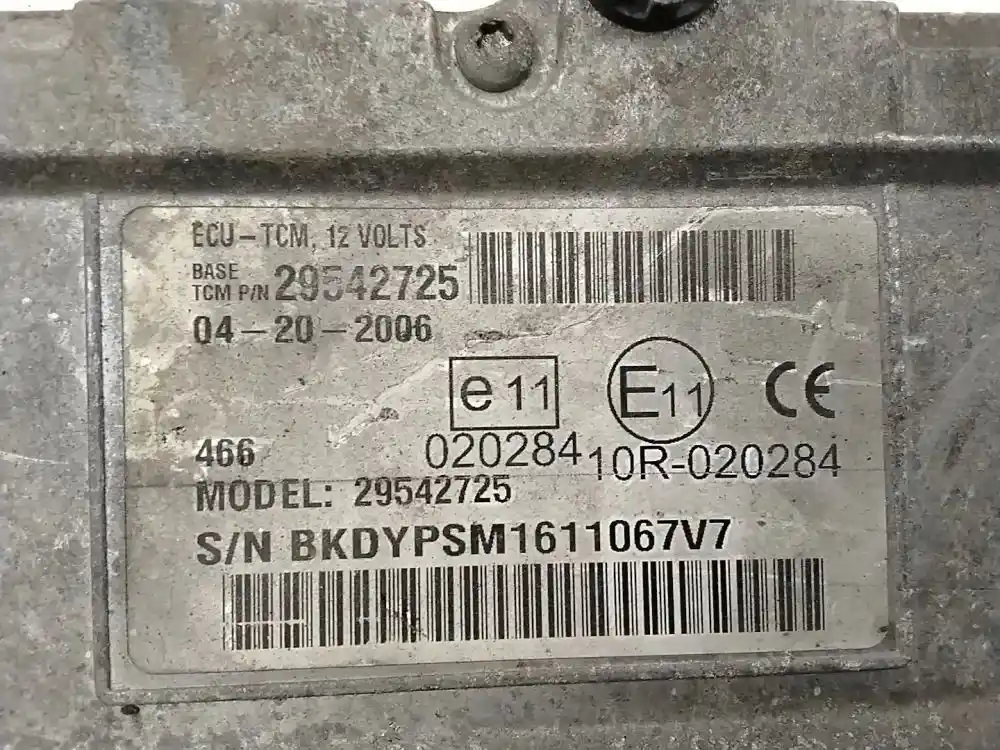 ECU-TCM, 12 VOLTS
BASE
TCM P/N 29542725
04-20-2006
e11
E11
CE
020284
10R-020284
466
MODEL: 29542725
S/N BKDYPSM1611067V7